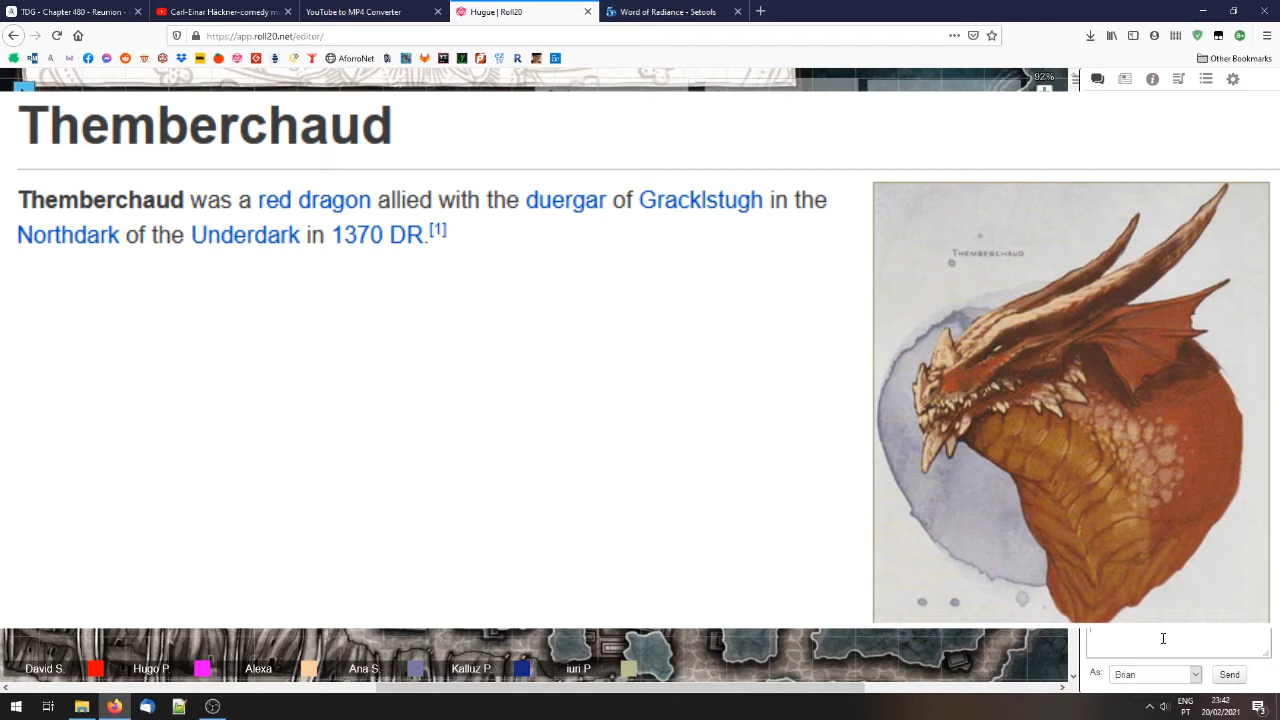 TDG - Chapter 480 - Reunion -
Carl-Einar Häckner-comedy m
YouTube to MP4 Converter
Hugue | Roll20
Word of Radiance - 5etools
https://app.roll20.net/editor/
AforroNet
Other Bookmarks
92%
Themberchaud
Themberchaud was a red dragon allied with the duergar of Gracklstugh in the
Northdark of the Underdark in 1370 DR.[1]
THEMBERCHAUD
David S.
Hugo P.
Alexa
Ana S.
Kalluz P.
iuri P
As:
Brian
Send
ENG
PT
23:42
20/02/2021